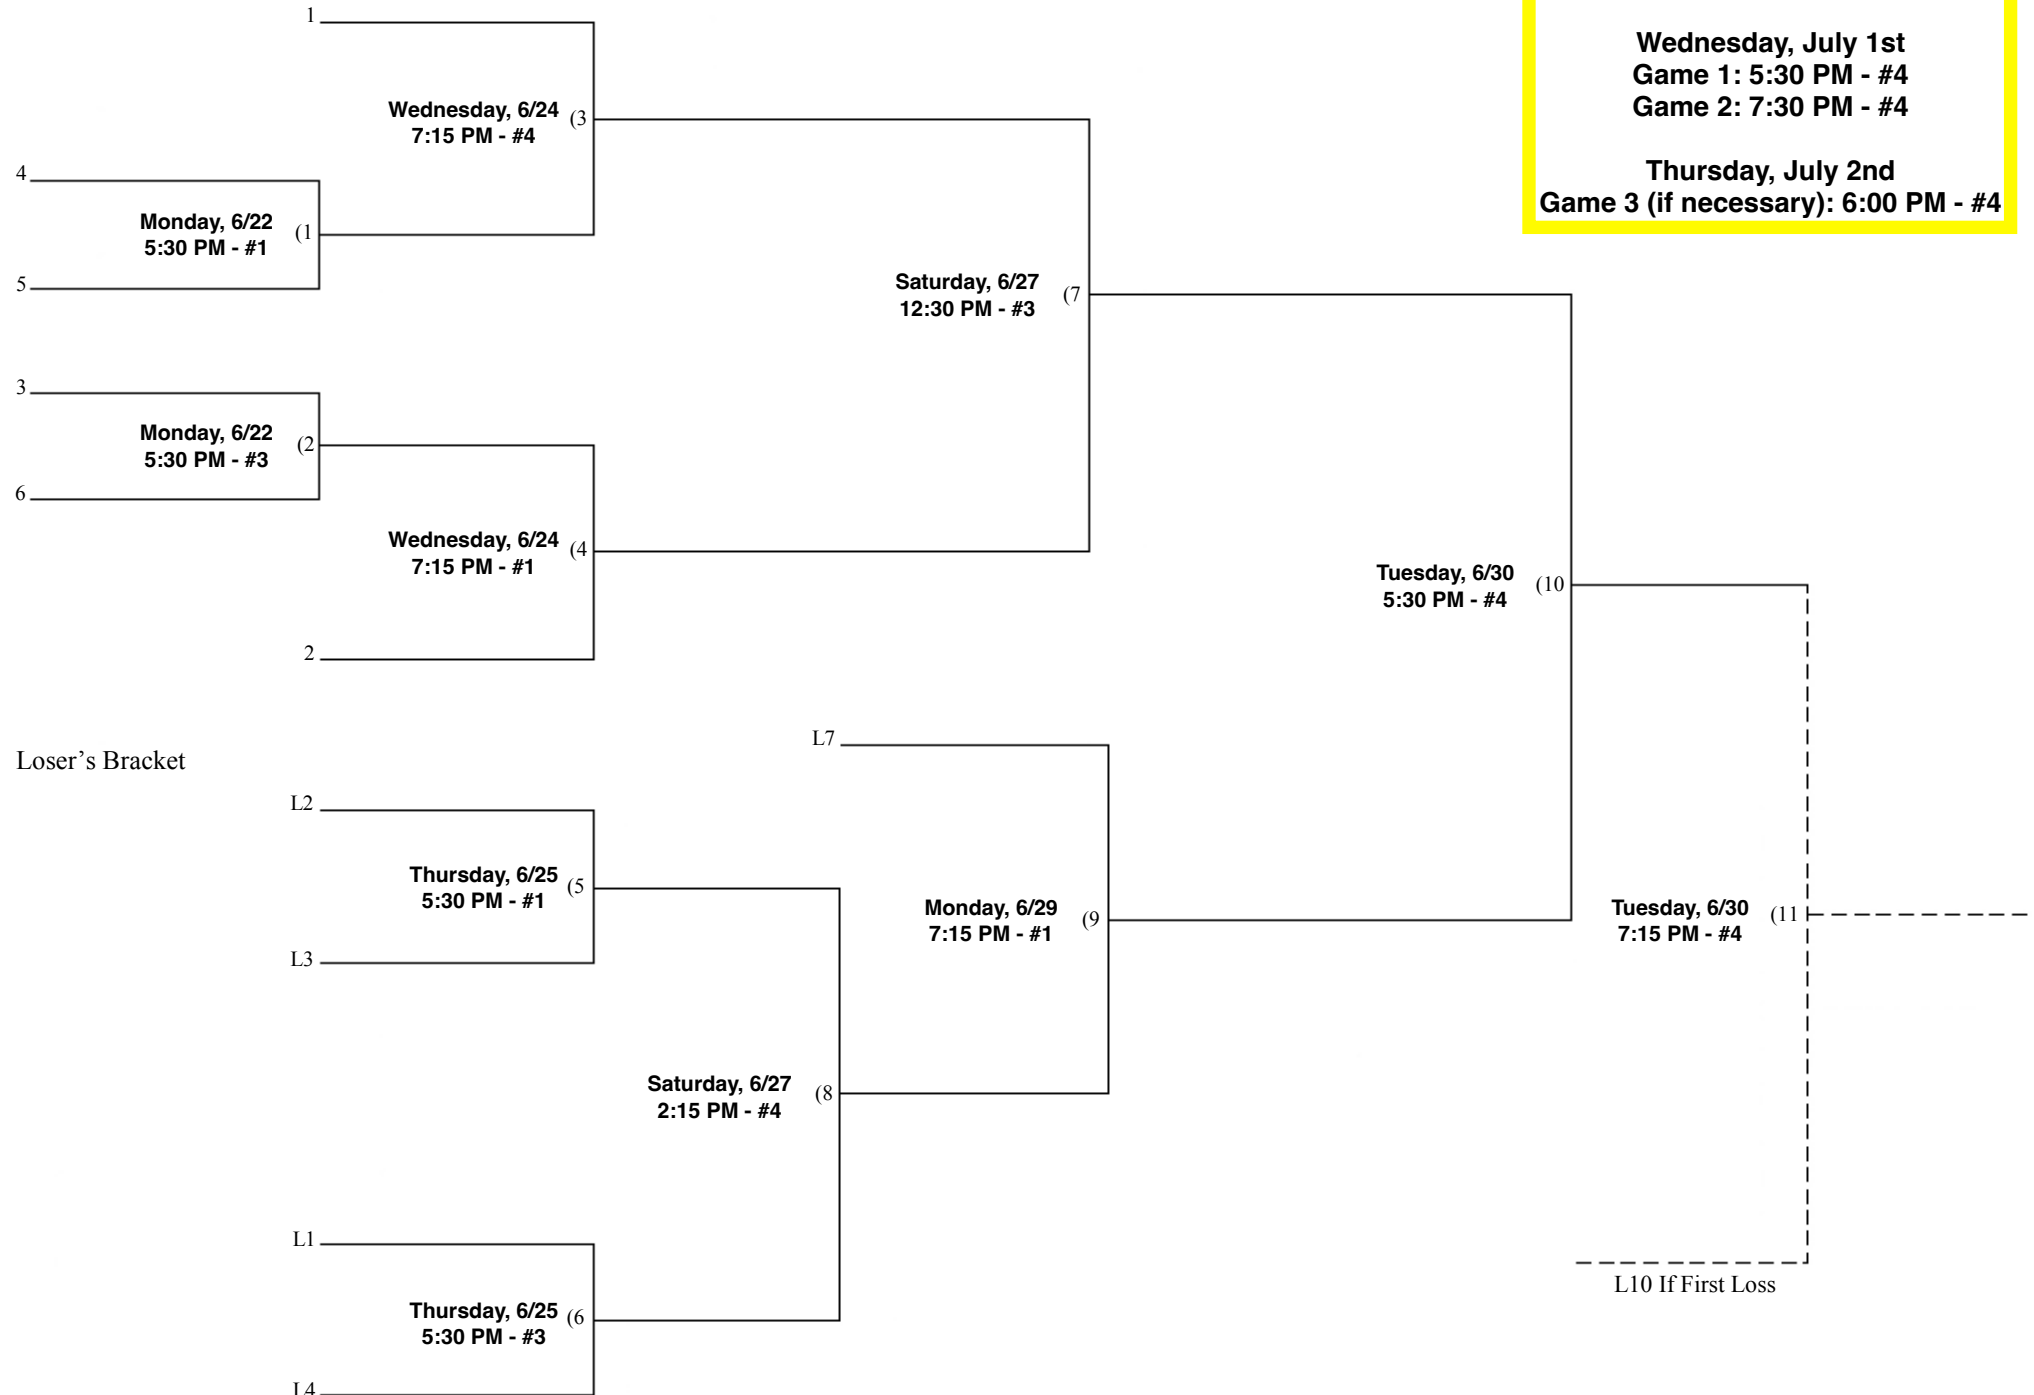 1
Wednesday, July 1st
Game 1: 5:30 PM - #4
Game 2: 7:30 PM - #4
Thursday, July 2nd
Game 3 (if necessary): 6:00 PM - #4
Wednesday, 6/24
7:15 PM - #4
(3
4
Monday, 6/22
5:30 PM - #1
(1
5
Saturday, 6/27
12:30 PM - #3
(7
3
Monday, 6/22
5:30 PM - #3
(2
6
Wednesday, 6/24
7:15 PM - #1
(4
Tuesday, 6/30
5:30 PM - #4
(10
2
L7
Loser's Bracket
L2
Thursday, 6/25
5:30 PM - #1
(5
L3
Monday, 6/29
7:15 PM - #1
(9
Tuesday, 6/30
7:15 PM - #4
(11
Saturday, 6/27
2:15 PM - #4
(8
L1
L10 If First Loss
Thursday, 6/25
5:30 PM - #3
(6
L4